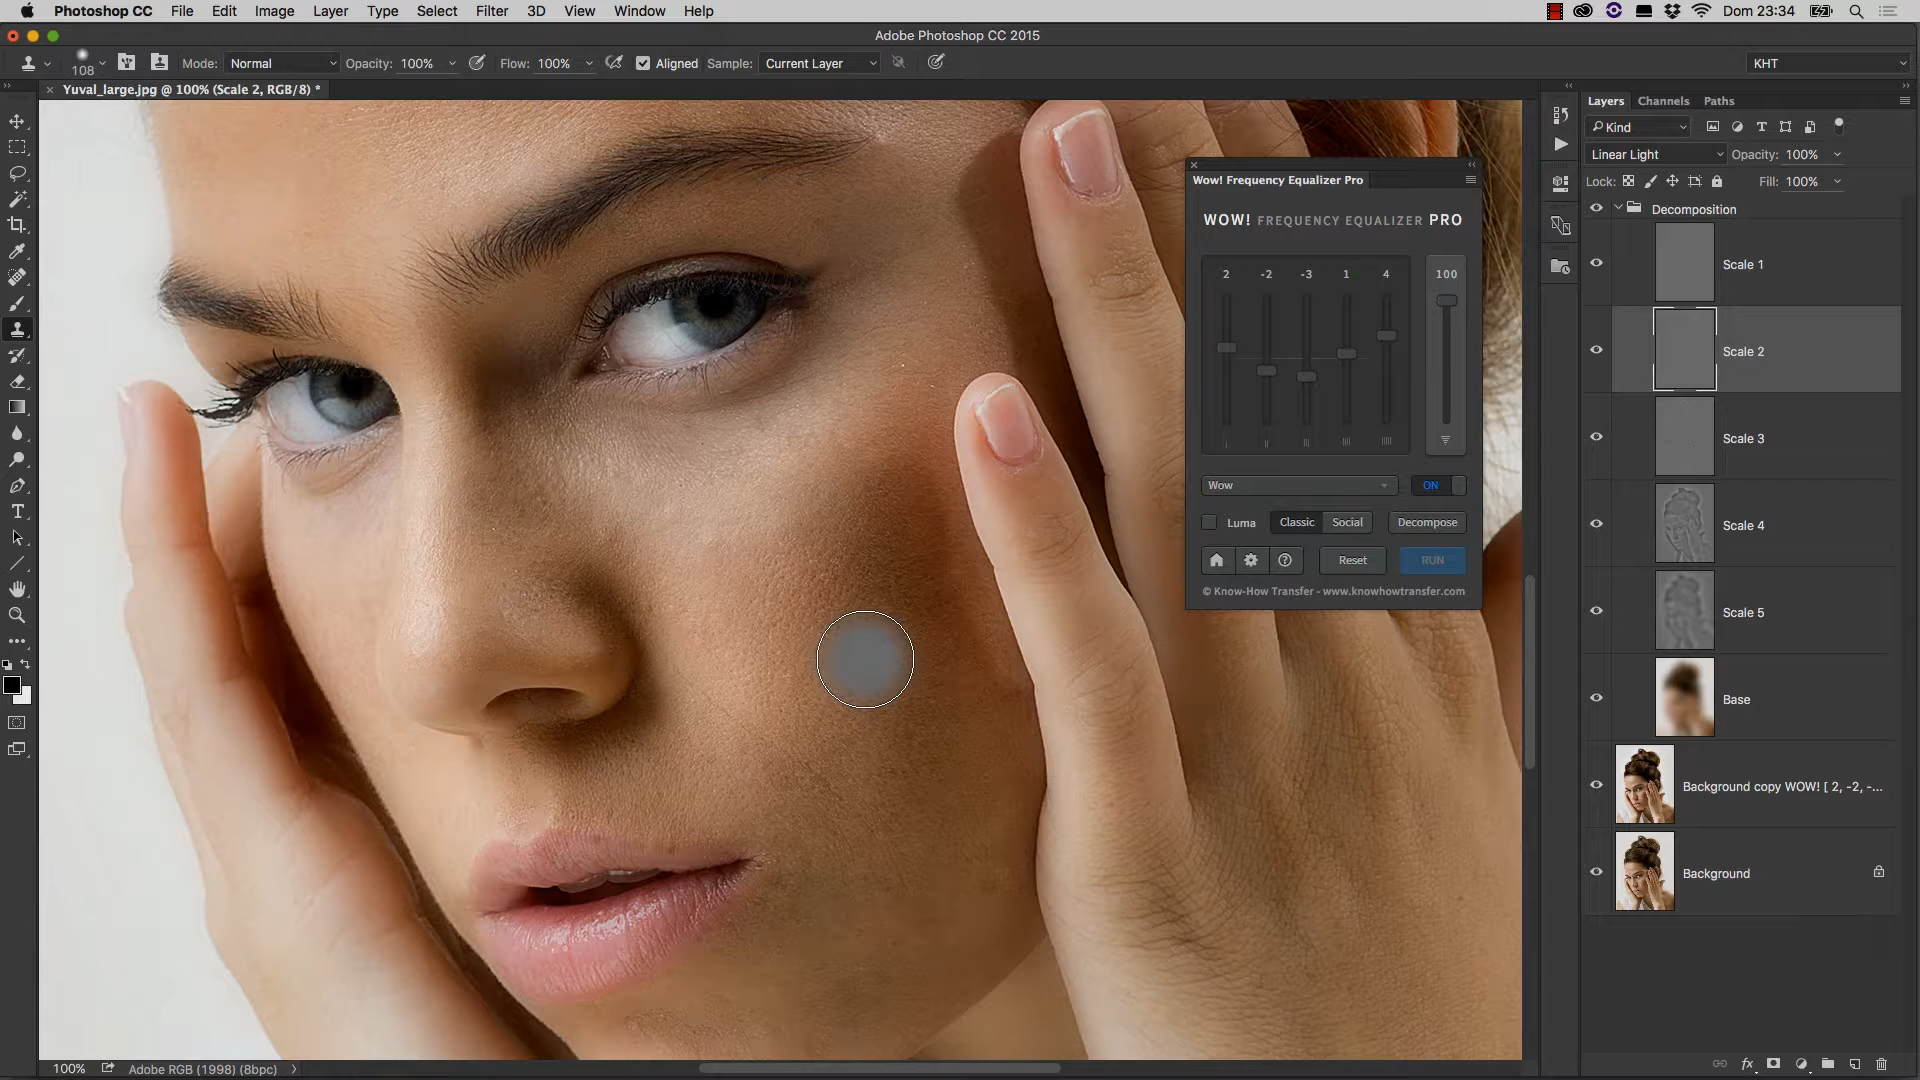 Photoshop CC File Edit Image Layer Type Select Filter 3D View Window Help Dom 23:34
Adobe Photoshop CC 2015
108 Mode: Normal Opacity: 100% Flow: 100% Aligned Sample: Current Layer KHT
Yuval_large.jpg @ 100% (Scale 2, RGB/8) *
Layers Channels Paths
Kind
Linear Light Opacity: 100%
Lock: Fill: 100%
Decomposition
Scale 1
Scale 2
Scale 3
Scale 4
Scale 5
Base
Background copy WOW! [ 2, -2, -...
Background
Wow! Frequency Equalizer Pro
WOW! FREQUENCY EQUALIZER PRO
2 -2 -3 1 4 100
Wow ON
Luma Classic Social Decompose
Reset RUN
© Know-How Transfer - www.knowhowtransfer.com
100% Adobe RGB (1998) (8bpc)